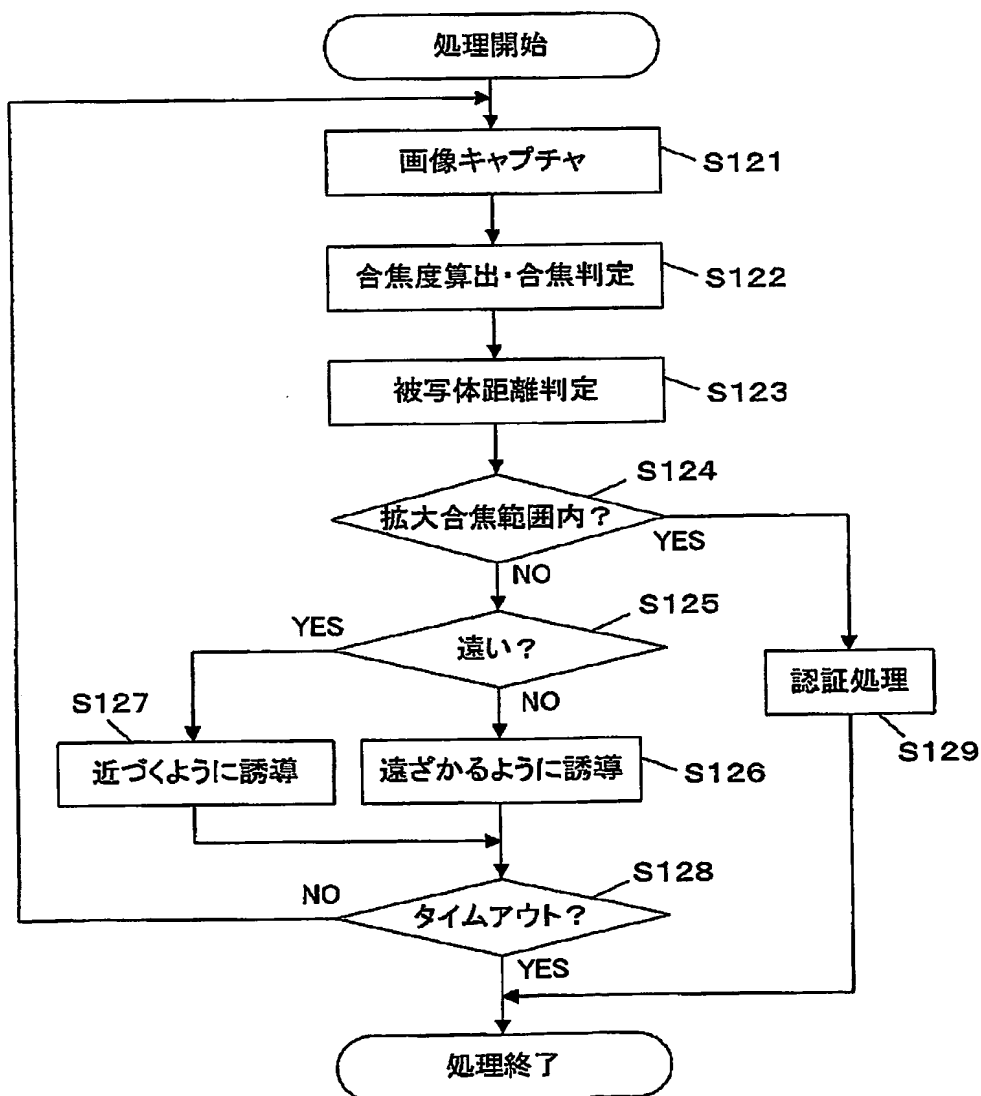 処理開始
画像キャプチャ
S121
合焦度算出・合焦判定
S122
被写体距離判定
S123
S124
拡大合焦範囲内？
YES
NO
S125
YES
遠い？
NO
認証処理
S129
S127
近づくように誘導
遠ざかるように誘導
S126
S128
NO
タイムアウト？
YES
処理終了